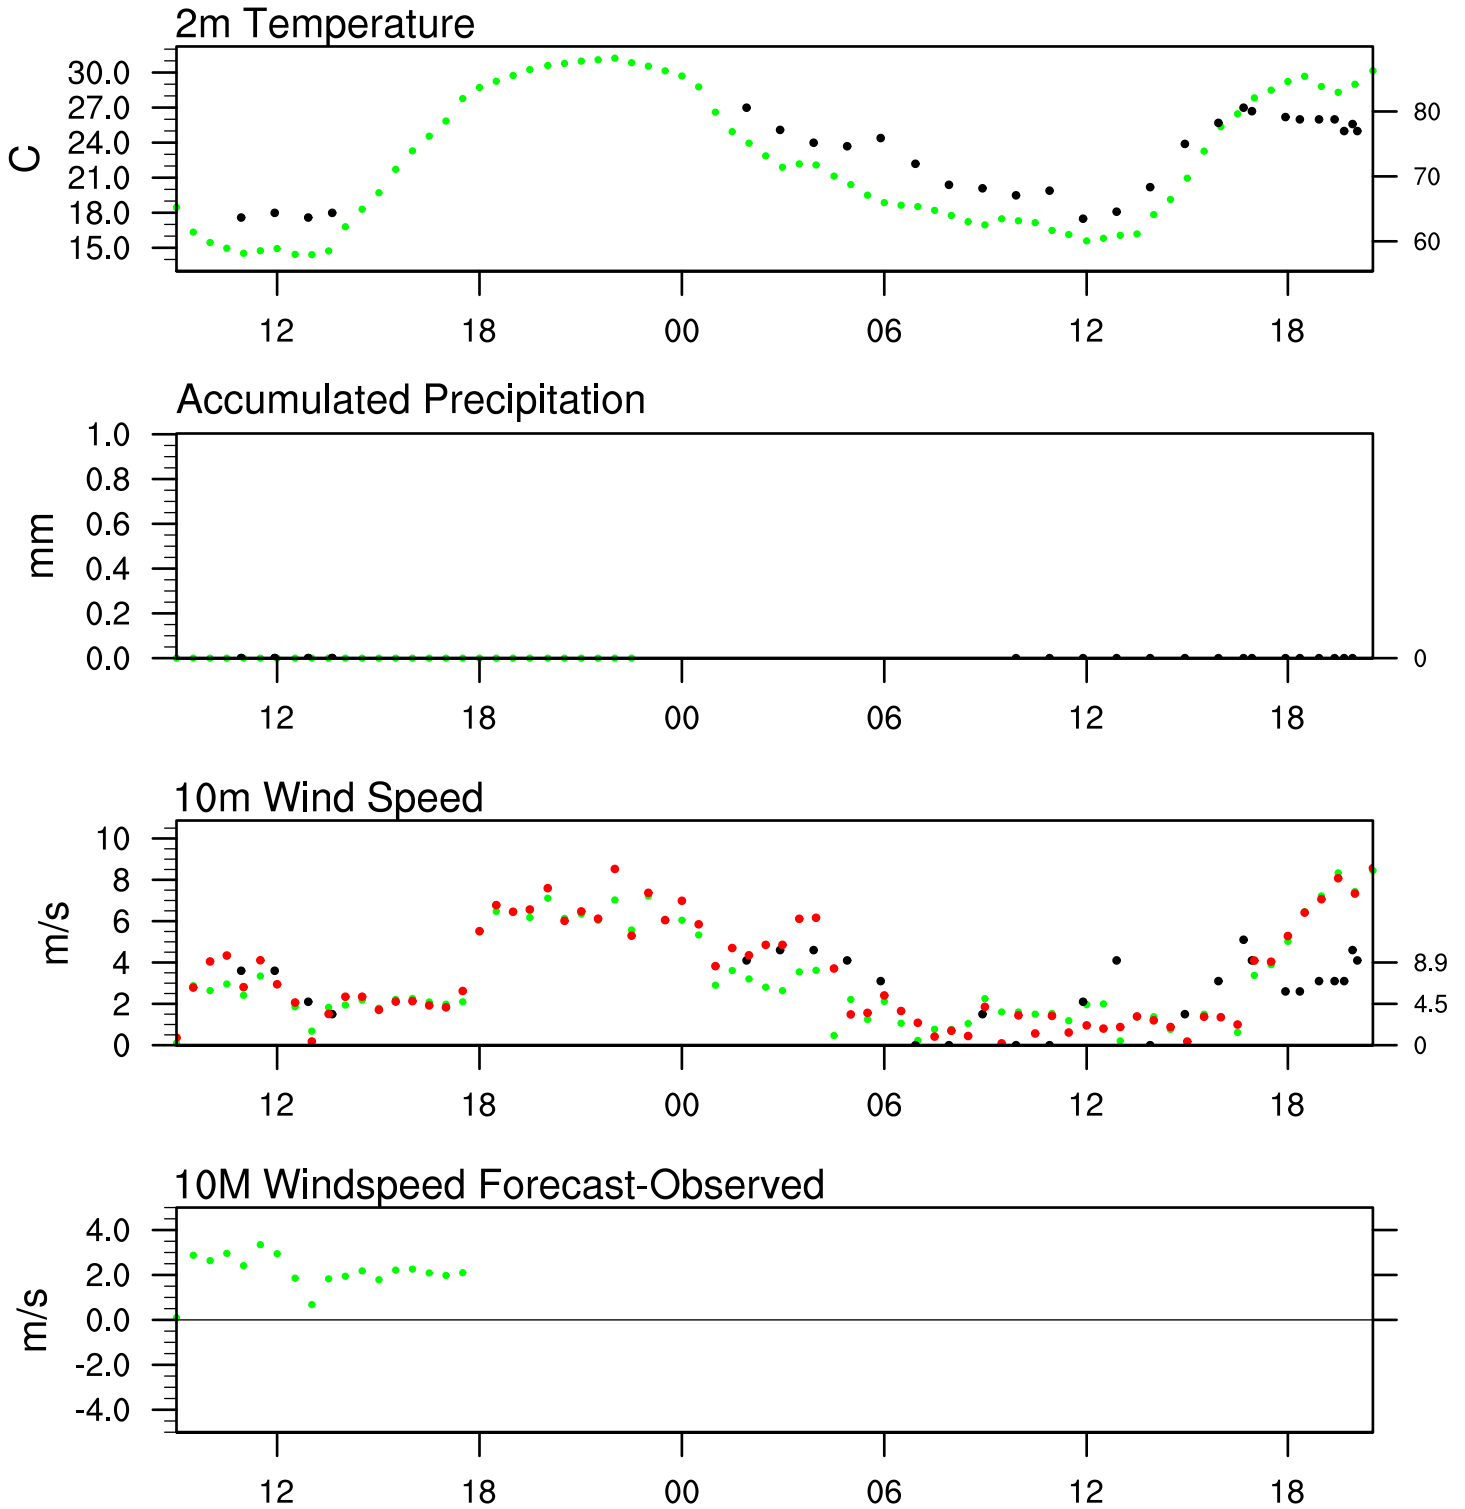 2m Temperature
30.0
27.0
24.0
21.0
18.0
15.0
C
80
70
60
12 18 00 06 12 18
Accumulated Precipitation
1.0
0.8
0.6
0.4
0.2
0.0
mm
0
12 18 00 06 12 18
10m Wind Speed
10
8
6
4
2
0
m/s
8.9
4.5
0
12 18 00 06 12 18
10M Windspeed Forecast-Observed
4.0
2.0
0.0
-2.0
-4.0
m/s
12 18 00 06 12 18